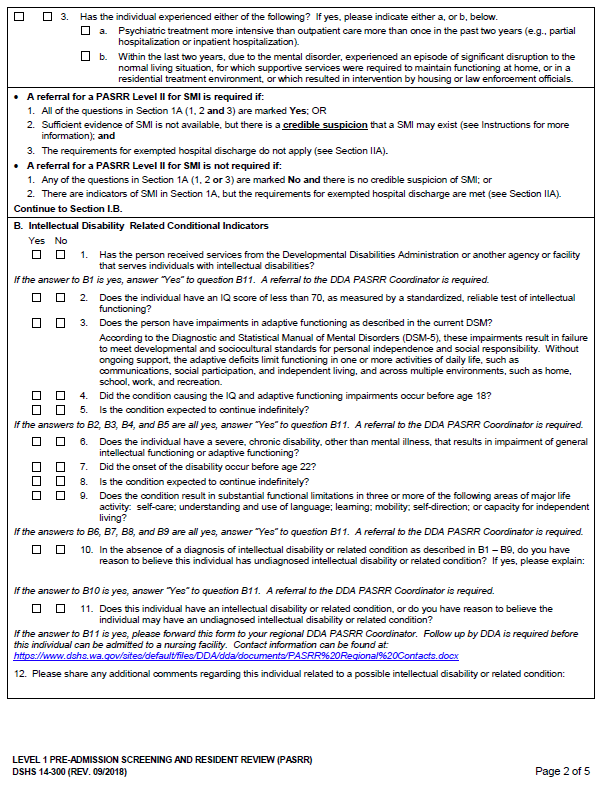 3. Has the individual experienced either of the following? If yes, please indicate either a, or b, below.
a. Psychiatric treatment more intensive than outpatient care more than once in the past two years (e.g., partial
hospitalization or inpatient hospitalization).
b. Within the last two years, due to the mental disorder, experienced an episode of significant disruption to the
normal living situation, for which supportive services were required to maintain functioning at home, or in a
residential treatment environment, or which resulted in intervention by housing or law enforcement officials.
• A referral for a PASRR Level II for SMI is required if:
1. All of the questions in Section 1A (1, 2 and 3) are marked Yes; OR
2. Sufficient evidence of SMI is not available, but there is a credible suspicion that a SMI may exist (see Instructions for more
information); and
3. The requirements for exempted hospital discharge do not apply (see Section IIA).
• A referral for a PASRR Level II for SMI is not required if:
1. Any of the questions in Section 1A (1, 2 or 3) are marked No and there is no credible suspicion of SMI; or
2. There are indicators of SMI in Section 1A, but the requirements for exempted hospital discharge are met (see Section IIA).
Continue to Section I.B.
B. Intellectual Disability Related Conditional Indicators
Yes No
1. Has the person received services from the Developmental Disabilities Administration or another agency or facility
that serves individuals with intellectual disabilities?
If the answer to B1 is yes, answer "Yes" to question B11. A referral to the DDA PASRR Coordinator is required.
2. Does the individual have an IQ score of less than 70, as measured by a standardized, reliable test of intellectual
functioning?
3. Does the person have impairments in adaptive functioning as described in the current DSM?
According to the Diagnostic and Statistical Manual of Mental Disorders (DSM-5), these impairments result in failure
to meet developmental and sociocultural standards for personal independence and social responsibility. Without
ongoing support, the adaptive deficits limit functioning in one or more activities of daily life, such as
communications, social participation, and independent living, and across multiple environments, such as home,
school, work, and recreation.
4. Did the condition causing the IQ and adaptive functioning impairments occur before age 18?
5. Is the condition expected to continue indefinitely?
If the answers to B2, B3, B4, and B5 are all yes, answer "Yes" to question B11. A referral to the DDA PASRR Coordinator is required.
6. Does the individual have a severe, chronic disability, other than mental illness, that results in impairment of general
intellectual functioning or adaptive functioning?
7. Did the onset of the disability occur before age 22?
8. Is the condition expected to continue indefinitely?
9. Does the condition result in substantial functional limitations in three or more of the following areas of major life
activity: self-care; understanding and use of language; learning; mobility; self-direction; or capacity for independent
living?
If the answers to B6, B7, B8, and B9 are all yes, answer "Yes" to question B11. A referral to the DDA PASRR Coordinator is required.
10. In the absence of a diagnosis of intellectual disability or related condition as described in B1 – B9, do you have
reason to believe this individual has undiagnosed intellectual disability or related condition? If yes, please explain:
If the answer to B10 is yes, answer "Yes" to question B11. A referral to the DDA PASRR Coordinator is required.
11. Does this individual have an intellectual disability or related condition, or do you have reason to believe the
individual may have an undiagnosed intellectual disability or related condition?
If the answer to B11 is yes, please forward this form to your regional DDA PASRR Coordinator. Follow up by DDA is required before
this individual can be admitted to a nursing facility. Contact information can be found at:
https://www.dshs.wa.gov/sites/default/files/DDA/dda/documents/PASRR%20Regional%20Contacts.docx
12. Please share any additional comments regarding this individual related to a possible intellectual disability or related condition:
LEVEL 1 PRE-ADMISSION SCREENING AND RESIDENT REVIEW (PASRR)
DSHS 14-300 (REV. 09/2018)
Page 2 of 5